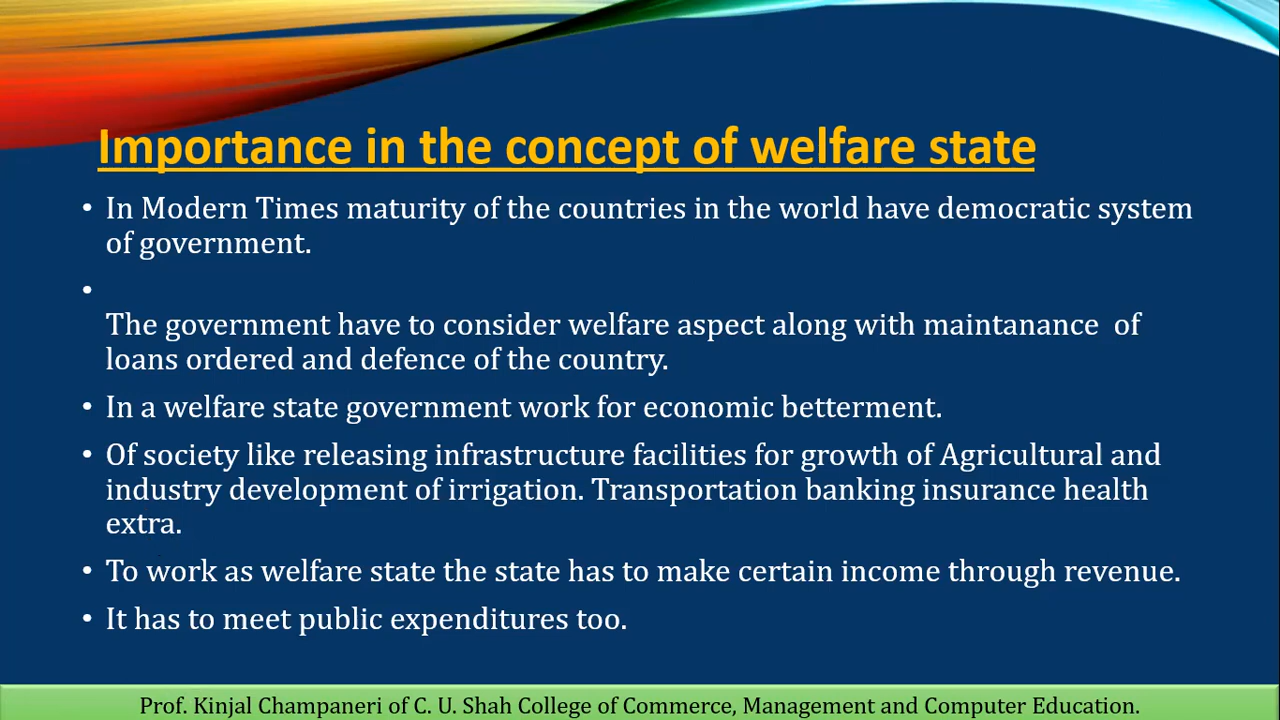 Importance in the concept of welfare state
• In Modern Times maturity of the countries in the world have democratic system
of government.
•
The government have to consider welfare aspect along with maintanance  of
loans ordered and defence of the country.
• In a welfare state government work for economic betterment.
• Of society like releasing infrastructure facilities for growth of Agricultural and
industry development of irrigation. Transportation banking insurance health
extra.
• To work as welfare state the state has to make certain income through revenue.
• It has to meet public expenditures too.
Prof. Kinjal Champaneri of C. U. Shah College of Commerce, Management and Computer Education.